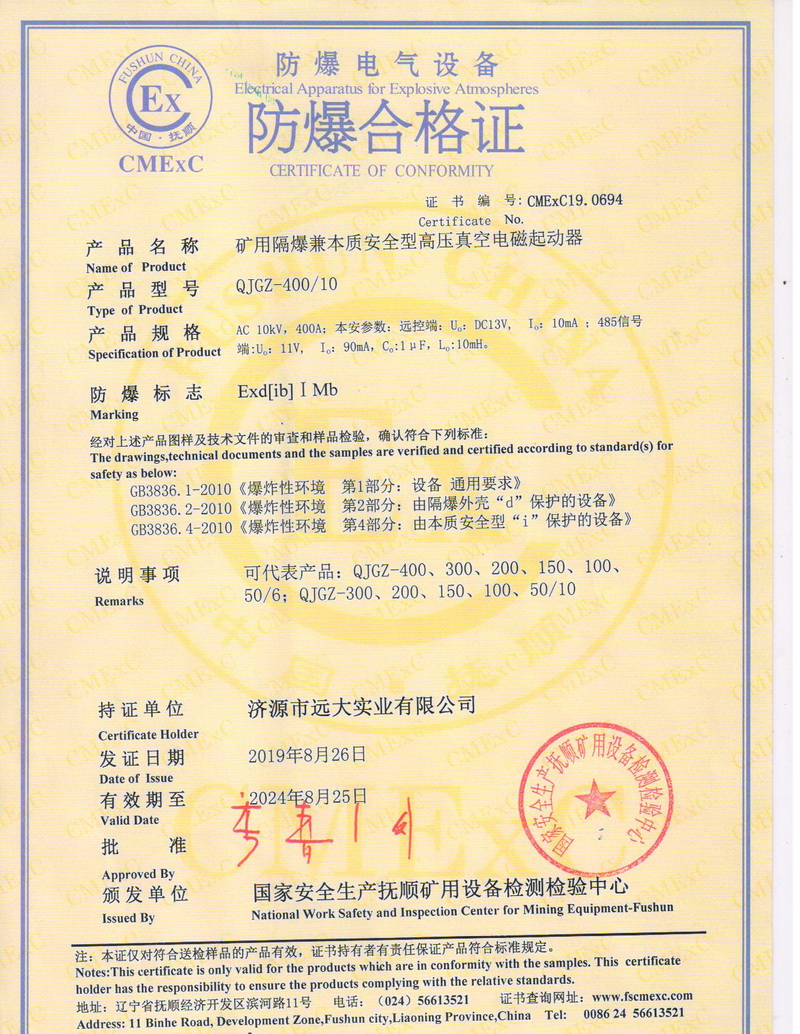 FUSHUN CHINA
Ex
中国·抚顺
CMExC
防爆电气设备
Electrical Apparatus for Explosive Atmospheres
防爆合格证
CERTIFICATE OF CONFORMITY
证书编号: CMExC19.0694
Certificate No.
产品名称 矿用隔爆兼本质安全型高压真空电磁起动器
Name of Product
产品型号 QJGZ-400/10
Type of Product
产品规格 AC 10kV, 400A; 本安参数: 远控端: U₀: DC13V, I₀: 10mA ; 485信号
Specification of Product 端:U₀: 11V, I₀: 90mA, C₀:1μF, L₀:10mH。
防爆标志 Exd[ib]ⅠMb
Marking
经对上述产品图样及技术文件的审查和样品检验，确认符合下列标准:
The drawings,technical documents and the samples are verified and certified according to standard(s) for
safety as below:
GB3836.1-2010《爆炸性环境 第1部分: 设备 通用要求》
GB3836.2-2010《爆炸性环境 第2部分: 由隔爆外壳“d”保护的设备》
GB3836.4-2010《爆炸性环境 第4部分: 由本质安全型“i”保护的设备》
说明事项 可代表产品: QJGZ-400、300、200、150、100、
Remarks 50/6; QJGZ-300、200、150、100、50/10
持证单位 济源市远大实业有限公司
Certificate Holder
发证日期 2019年8月26日
Date of Issue
有效期至 2024年8月25日
Valid Date
批准
Approved By
颁发单位 国家安全生产抚顺矿用设备检测检验中心
Issued By National Work Safety and Inspection Center for Mining Equipment-Fushun
国家安全生产抚顺矿用设备检测检验中心
注: 本证仅对符合送检样品的产品有效，证书持有者有责任保证产品符合标准规定。
Notes:This certificate is only valid for the products which are in conformity with the samples. This certificate
holder has the responsibility to ensure the products complying with the relative standards.
地址: 辽宁省抚顺经济开发区滨河路11号 电话: (024) 56613521 证书查询网址: www.fscmexc.com
Address: 11 Binhe Road, Development Zone,Fushun city,Liaoning Province,China Tel: 0086 24 56613521